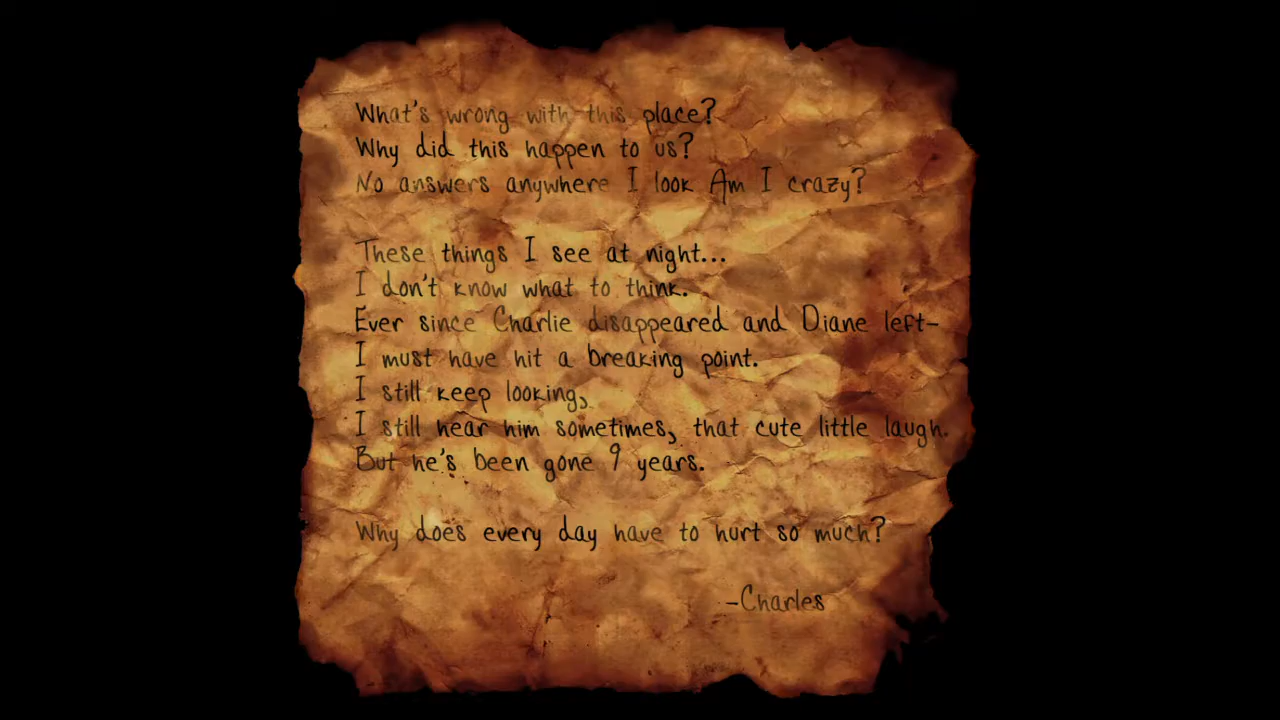 What's wrong with this place?
Why did this happen to us?
No answers anywhere I look Am I crazy?
These things I see at night...
I don't know what to think.
Ever since Charlie disappeared and Diane left-
I must have hit a breaking point.
I still keep looking,
I still hear him sometimes, that cute little laugh.
But he's been gone 9 years.
Why does every day have to hurt so much?
-Charles